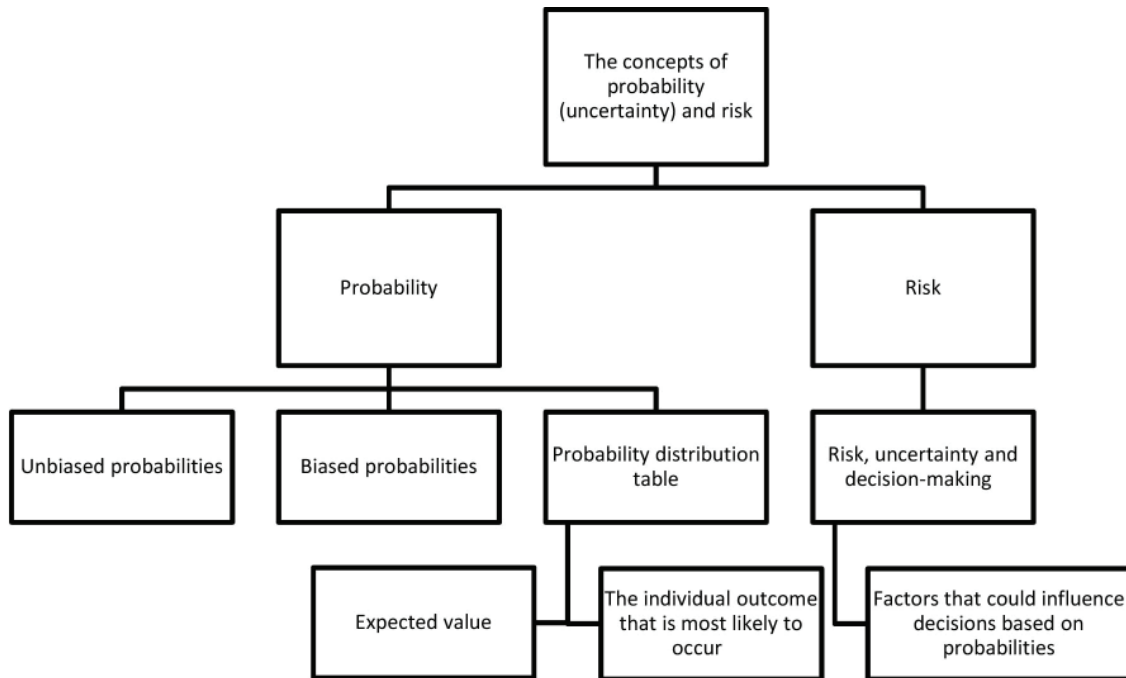 The concepts of
probability
(uncertainty) and risk
Probability
Risk
Unbiased probabilities
Biased probabilities
Probability distribution
table
Risk, uncertainty and
decision-making
Expected value
The individual outcome
that is most likely to
occur
Factors that could influence
decisions based on
probabilities